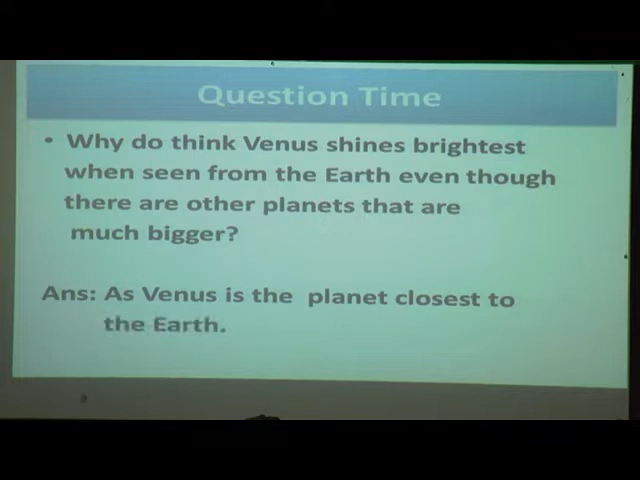 Question Time
• Why do think Venus shines brightest
when seen from the Earth even though
there are other planets that are
much bigger?
Ans: As Venus is the planet closest to
the Earth.